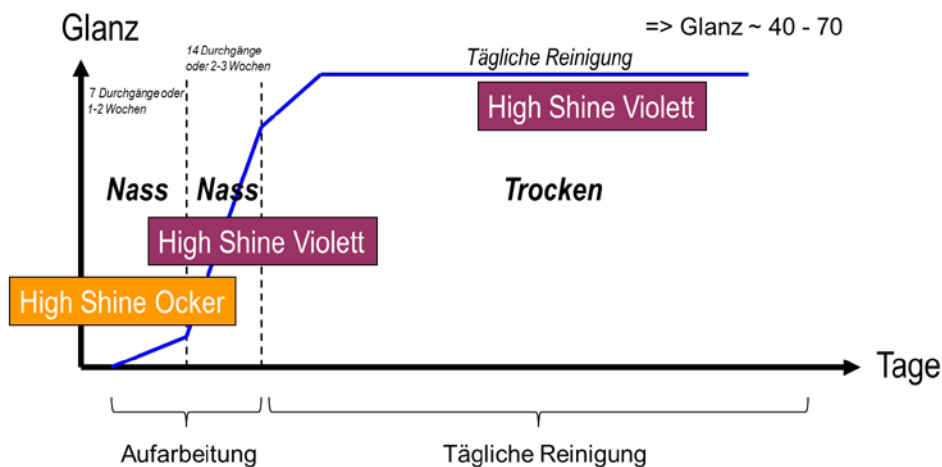 Glanz
=> Glanz ~ 40 - 70
14 Durchgänge
oder 2-3 Wochen
7 Durchgänge oder
1-2 Wochen
Tägliche Reinigung
High Shine Violett
Nass
Nass
Trocken
High Shine Violett
High Shine Ocker
Tage
Aufarbeitung
Tägliche Reinigung